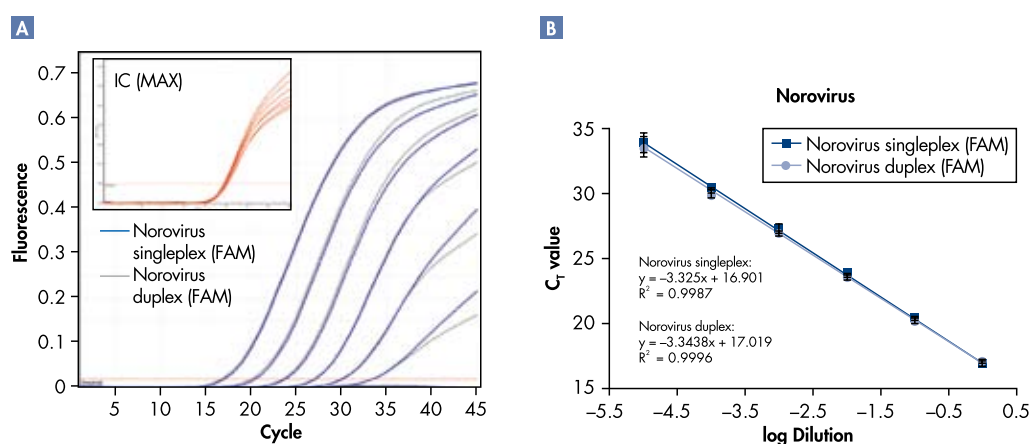 A
Fluorescence
0.7
0.6
0.5
0.4
0.3
0.2
0.1
0
IC (MAX)
Norovirus
singleplex (FAM)
Norovirus
duplex (FAM)
5 10 15 20 25 30 35 40 45
Cycle
B
Norovirus
C_T value
35
30
25
20
15
Norovirus singleplex (FAM)
Norovirus duplex (FAM)
Norovirus singleplex:
y = –3.325x + 16.901
R² = 0.9987
Norovirus duplex:
y = –3.3438x + 17.019
R² = 0.9996
–5.5 –4.5 –3.5 –2.5 –1.5 –0.5 0.5
log Dilution